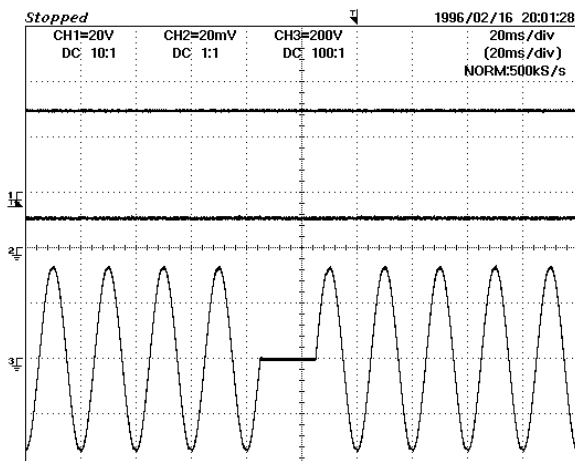 Stopped 1996/02/16 20:01:28
CH1=20V CH2=20mV CH3=200V 20ms/div
DC 10:1 DC 1:1 DC 100:1 (20ms/div)
NORM:500kS/s
T
1
T
2
3